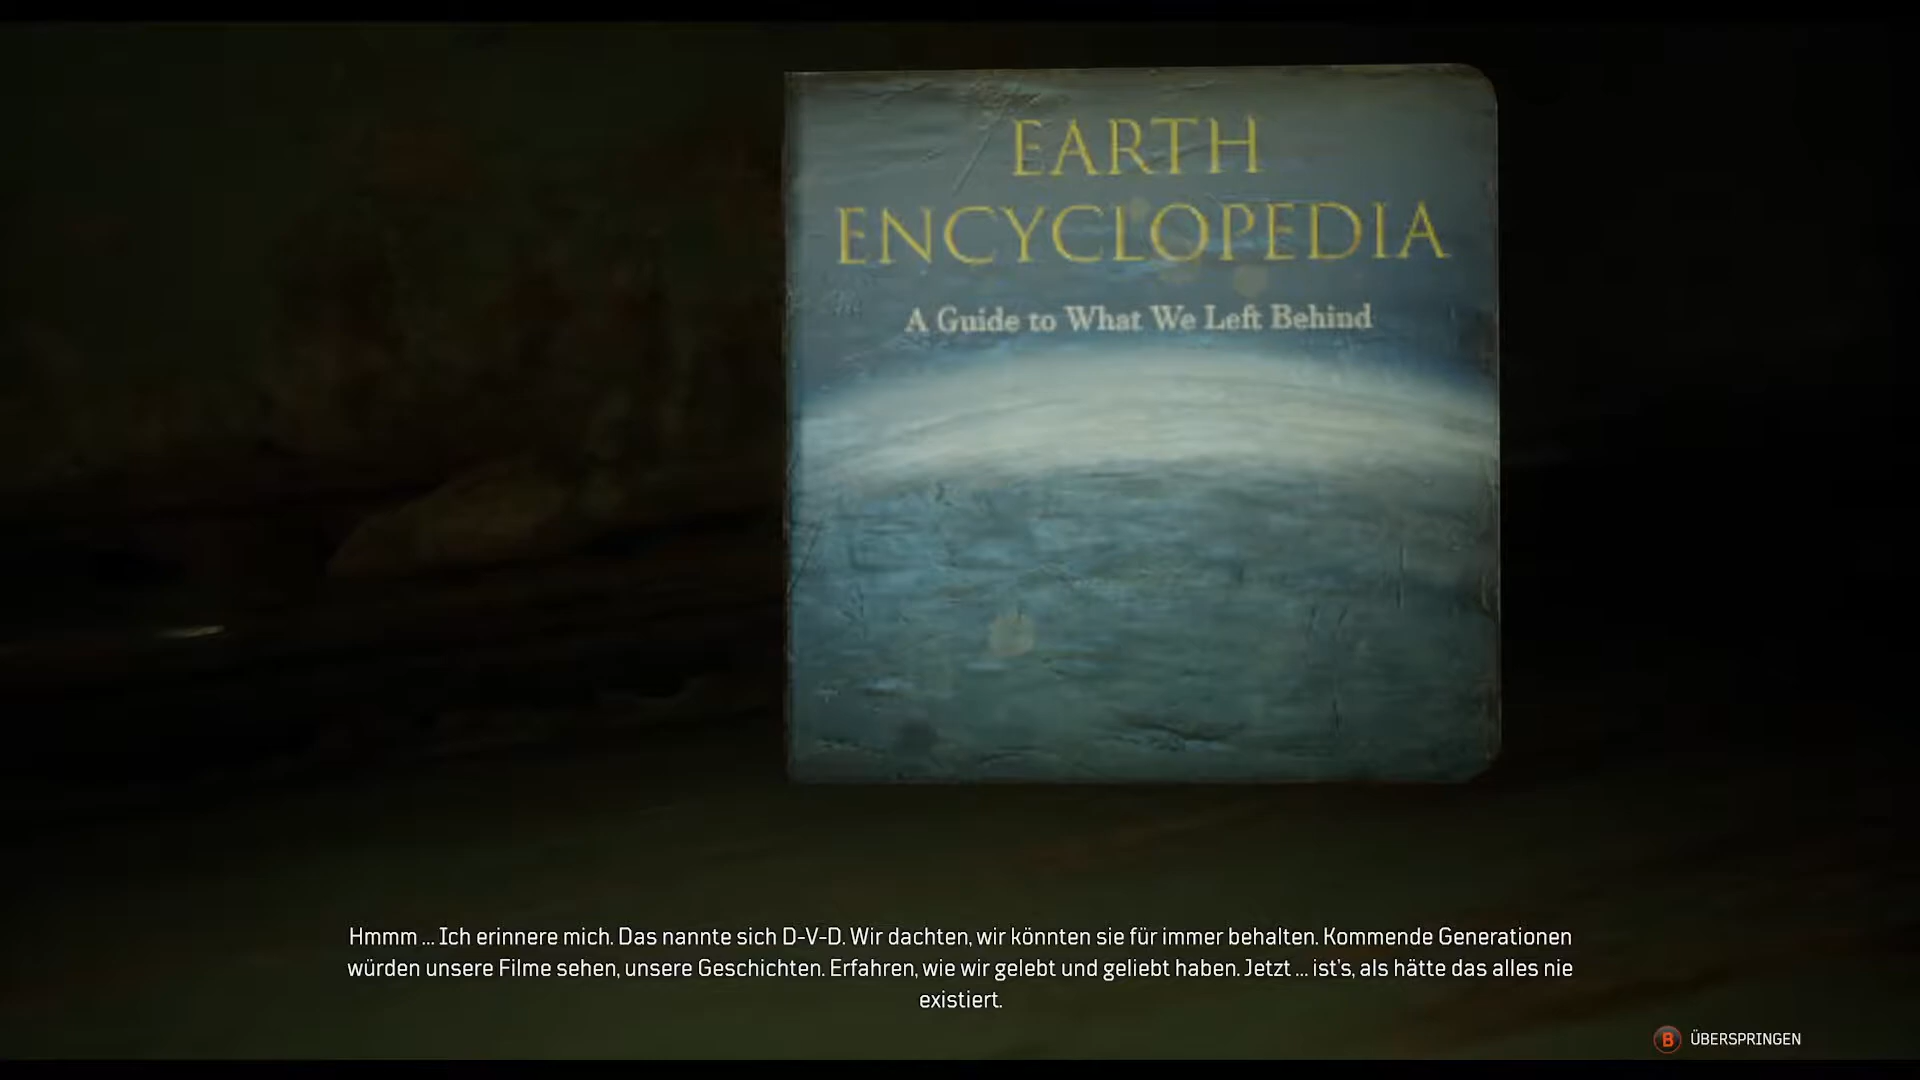 EARTH
ENCYCLOPEDIA
A Guide to What We Left Behind
Hmmm ... Ich erinnere mich. Das nannte sich D-V-D. Wir dachten, wir könnten sie für immer behalten. Kommende Generationen
würden unsere Filme sehen, unsere Geschichten. Erfahren, wie wir gelebt und geliebt haben. Jetzt ... ist's, als hätte das alles nie
existiert.
B ÜBERSPRINGEN